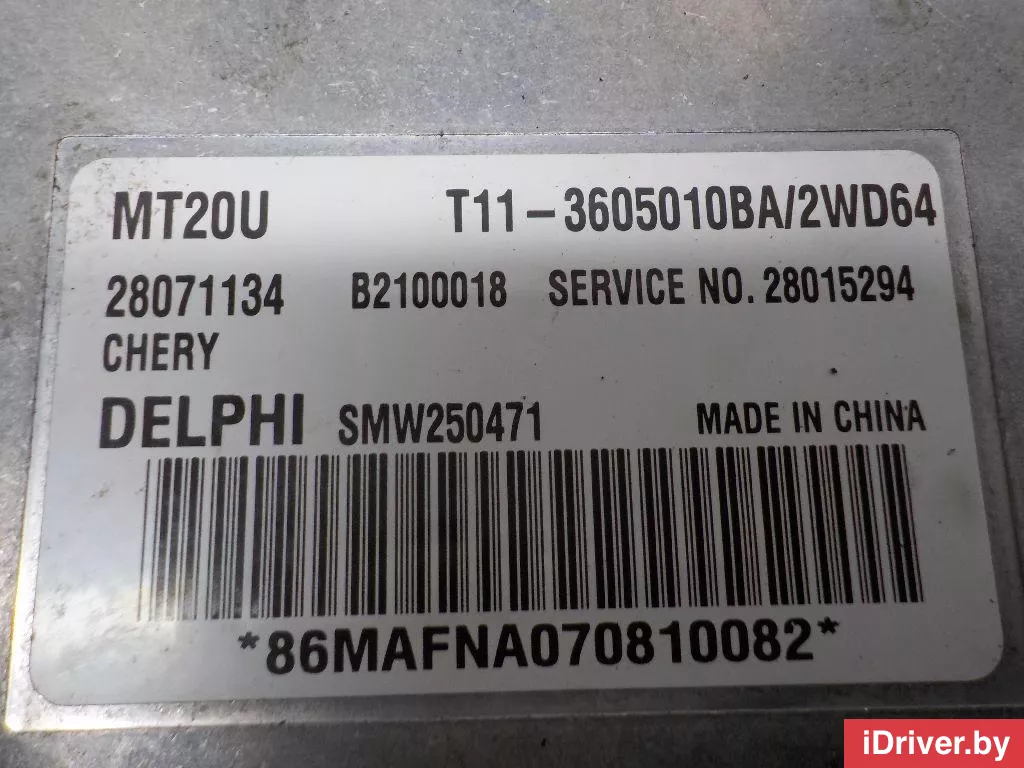 MT20U T11-3605010BA/2WD64
28071134 B2100018 SERVICE NO. 28015294
CHERY
DELPHI SMW250471 MADE IN CHINA
*86MAFNA070810082*
iDriver.by